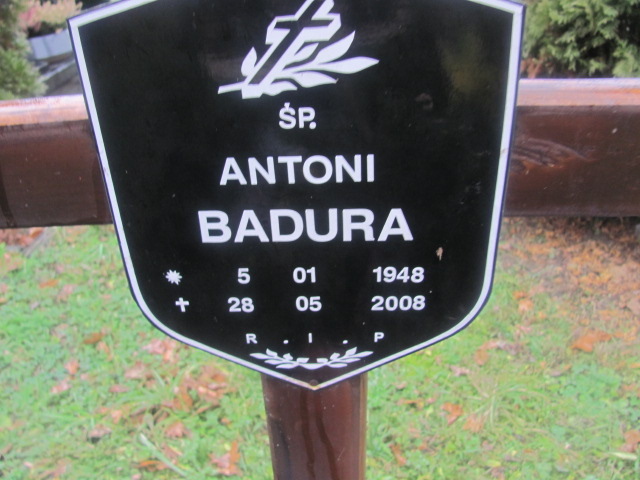 ŚP.
ANTONI
BADURA
* 5 01 1948
✝ 28 05 2008
R.I.P